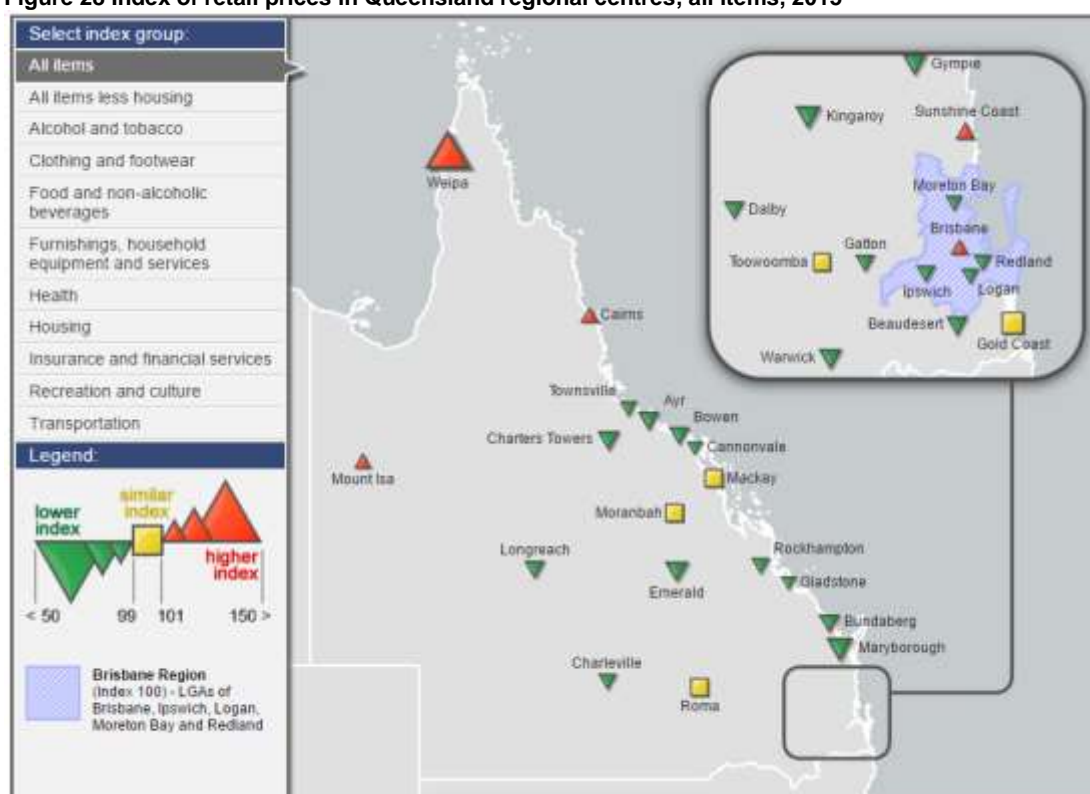 Figure 28 Index of retail prices in Queensland regional centres, all items, 2015
Select index group:
All items
All items less housing
Alcohol and tobacco
Clothing and footwear
Food and non-alcoholic
beverages
Furnishings, household
equipment and services
Health
Housing
Insurance and financial services
Recreation and culture
Transportation
Legend:
lower
index
similar
index
higher
index
< 50
99
101
150 >
Brisbane Region
(Index 100) - LGAs of
Brisbane, Ipswich, Logan,
Moreton Bay and Redland
Weipa
Cairns
Townsville
Ayr
Bowen
Charters Towers
Cannonvale
Mount Isa
Mackay
Moranbah
Longreach
Rockhampton
Emerald
Gladstone
Bundaberg
Maryborough
Charleville
Roma
Gympie
Kingaroy
Sunshine Coast
Moreton Bay
Dalby
Brisbane
Gatton
Toowoomba
Redland
Ipswich
Logan
Beaudesert
Gold Coast
Warwick